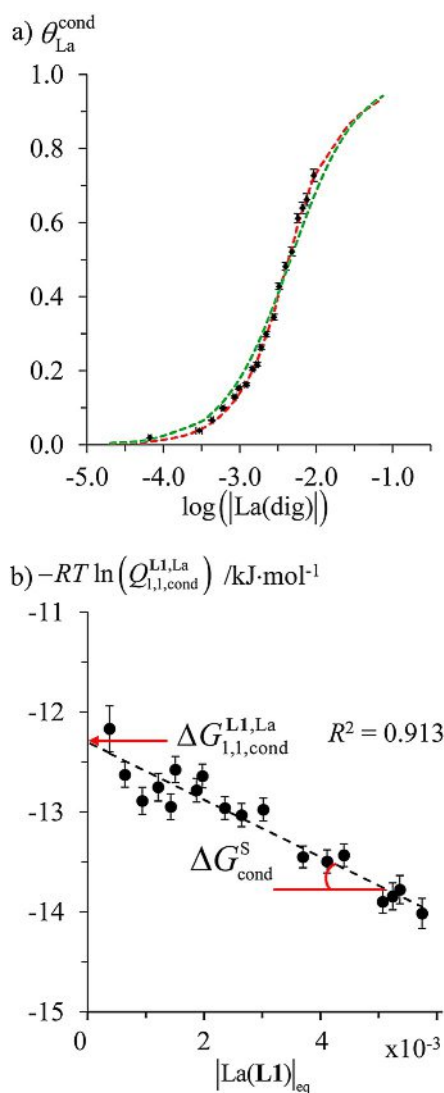 a) θ_La^cond
1.0
0.8
0.6
0.4
0.2
0.0
-5.0 -4.0 -3.0 -2.0 -1.0
log(|La(dig)|)
b) −RT ln(Q_1,1,cond^L1,La) /kJ·mol⁻¹
-11
-12
ΔG_1,1,cond^L1,La
R² = 0.913
-13
ΔG_cond^S
-14
-15
0 2 4 6
x10⁻³
|La(L1)|_eq